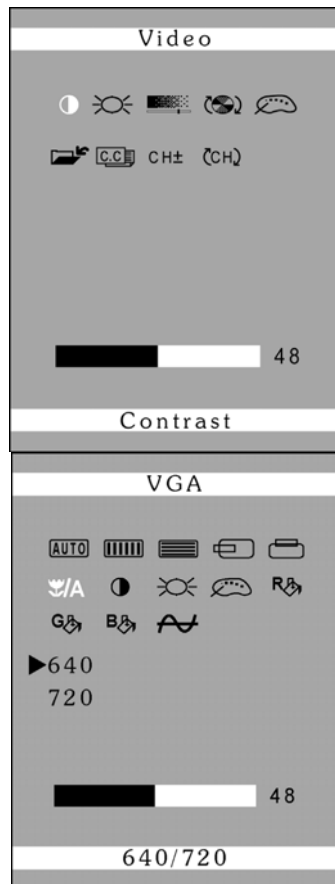 Video
C.C CH± CH
48
Contrast
VGA
AUTO
/A R
G B
640
720
48
640/720